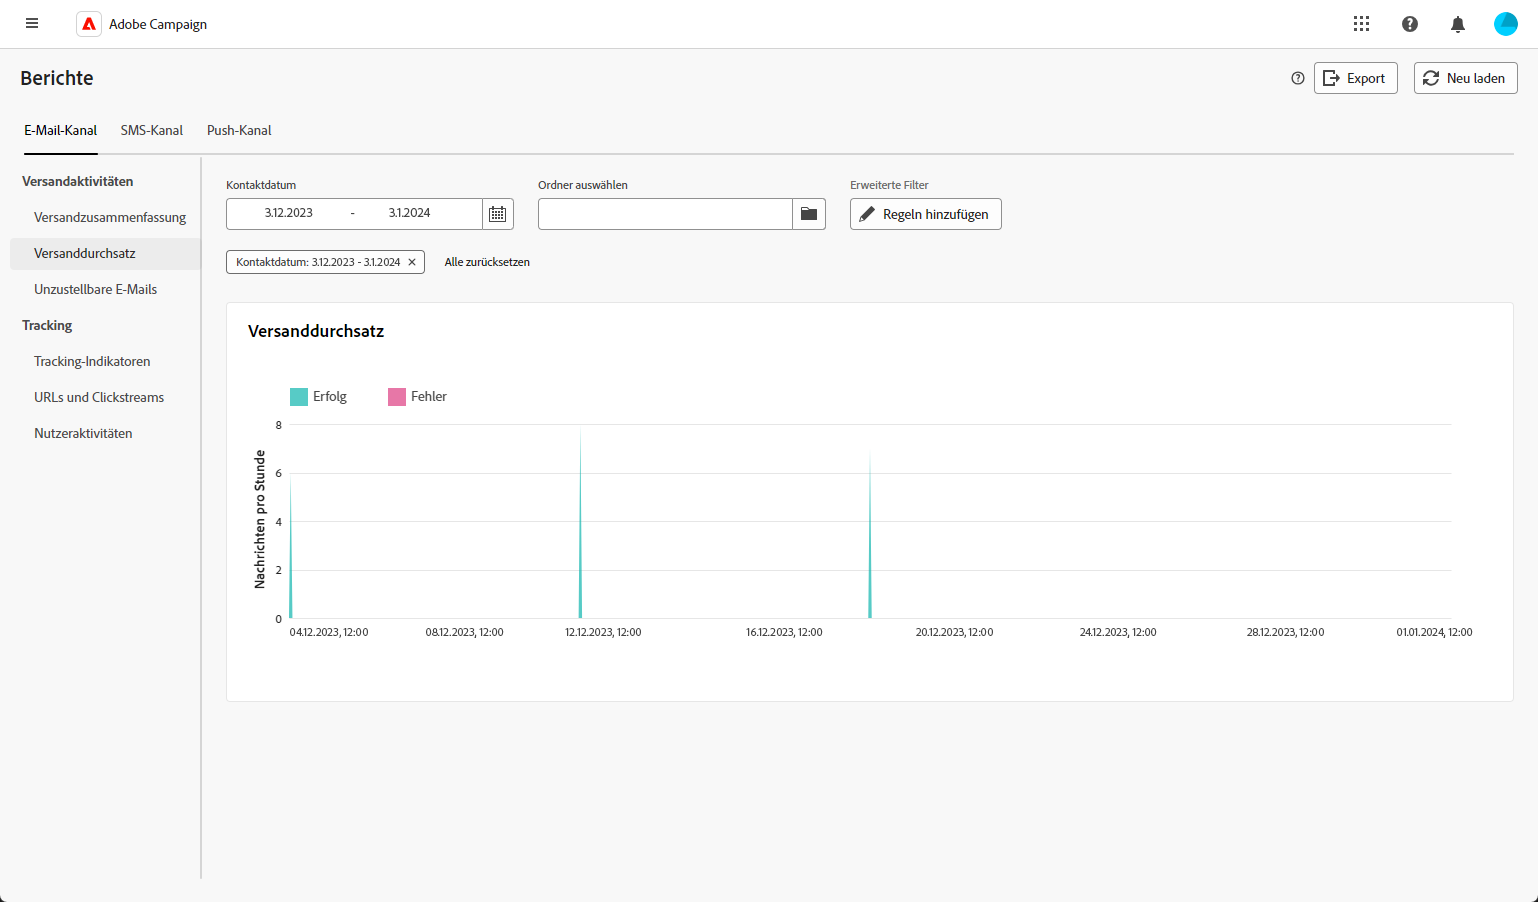 Adobe Campaign
Berichte
Export
Neu laden
E-Mail-Kanal
SMS-Kanal
Push-Kanal
Versandaktivitäten
Versandzusammenfassung
Versanddurchsatz
Unzustellbare E-Mails
Tracking
Tracking-Indikatoren
URLs und Clickstreams
Nutzeraktivitäten
Kontaktdatum
3.12.2023 - 3.1.2024
Ordner auswählen
Erweiterte Filter
Regeln hinzufügen
Kontaktdatum: 3.12.2023 - 3.1.2024 ×
Alle zurücksetzen
Versanddurchsatz
Erfolg
Fehler
Nachrichten pro Stunde
8
6
4
2
0
04.12.2023, 12:00
08.12.2023, 12:00
12.12.2023, 12:00
16.12.2023, 12:00
20.12.2023, 12:00
24.12.2023, 12:00
28.12.2023, 12:00
01.01.2024, 12:00